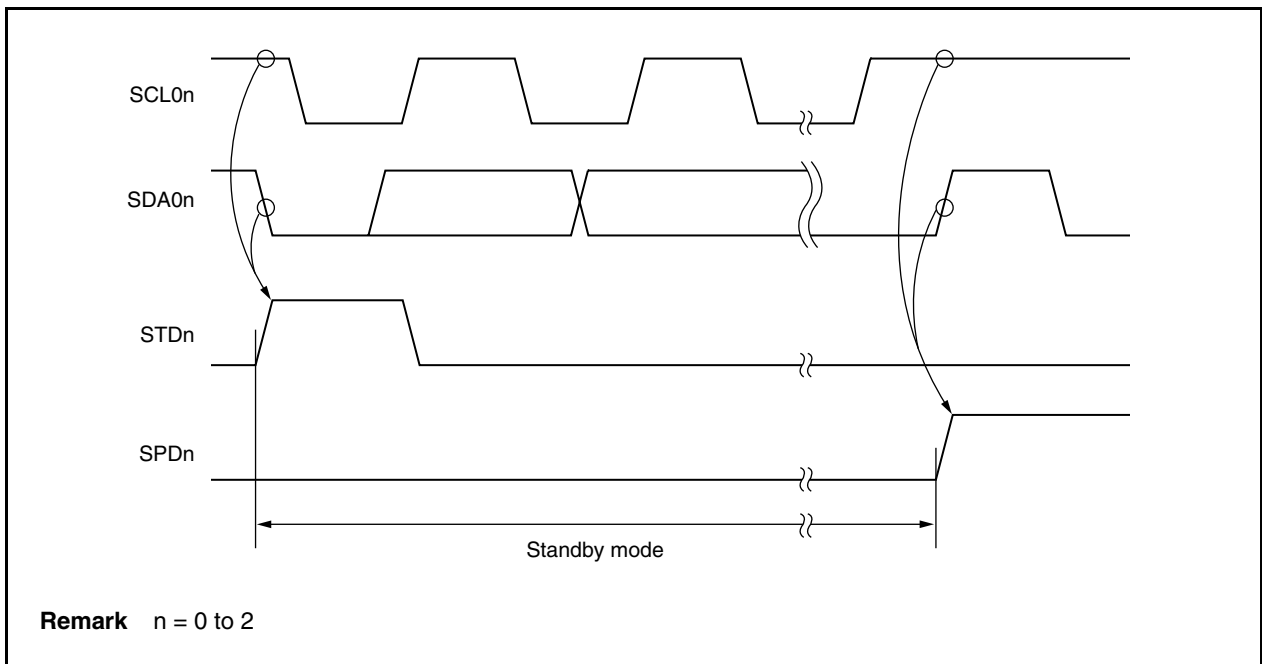 SCL0n
SDA0n
STDn
SPDn
Standby mode
Remark n = 0 to 2